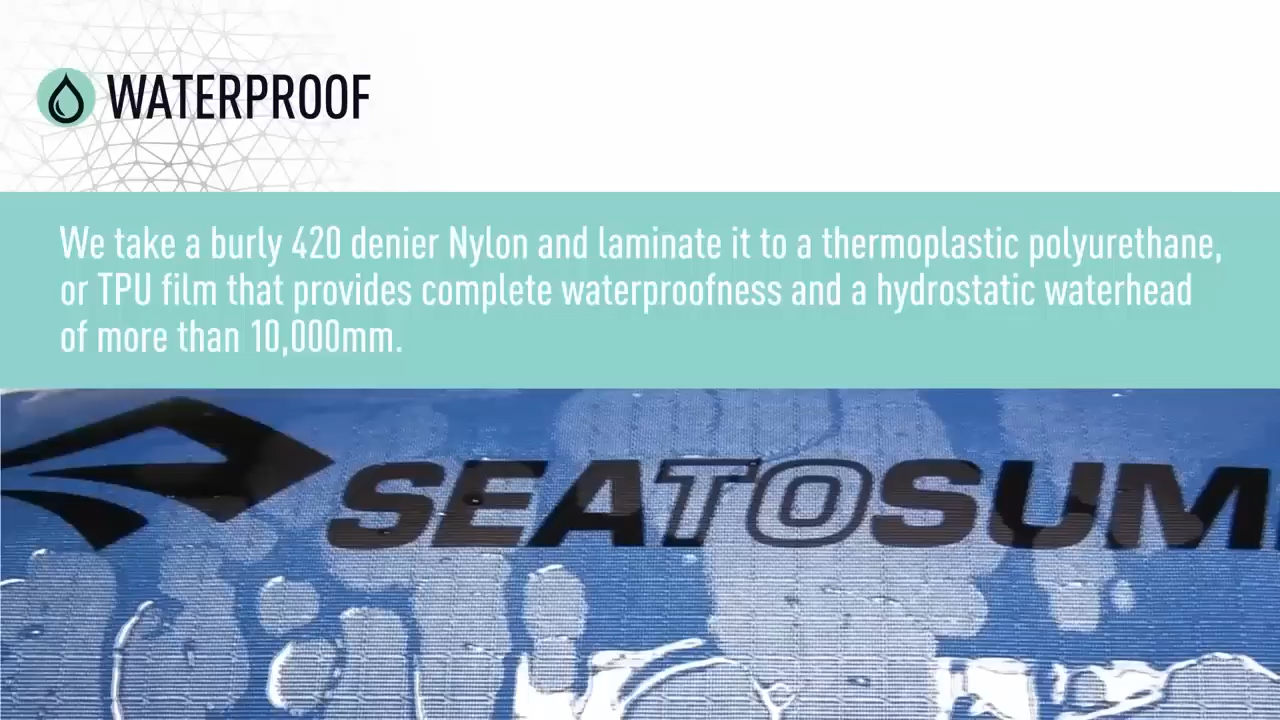 WATERPROOF
We take a burly 420 denier Nylon and laminate it to a thermoplastic polyurethane,
or TPU film that provides complete waterproofness and a hydrostatic waterhead
of more than 10,000mm.
SEATOSUM